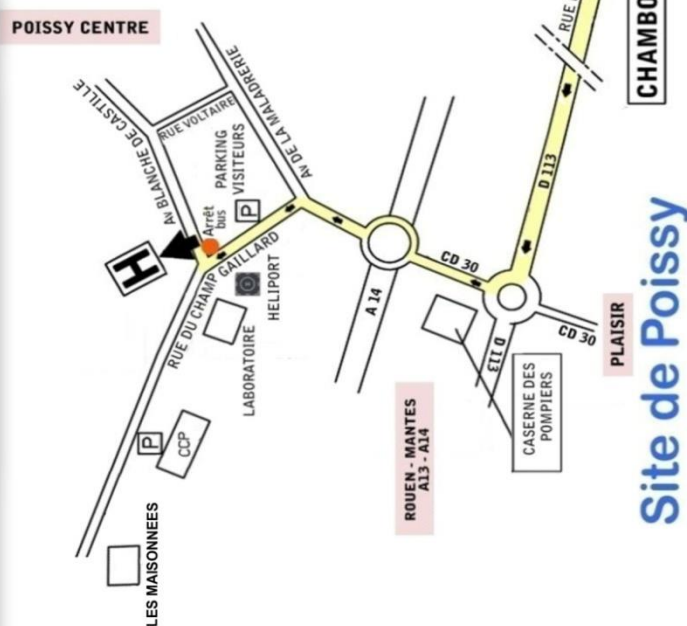 POISSY CENTRE
RUE
CHAMBO
AV BLANCHE DE CASTILLE
RUE VOLTAIRE
AV DE LA MALADRERIE
PARKING
VISITEURS
P
Arrêt
bus
H
RUE DU CHAMP GAILLARD
HELIPORT
LABORATOIRE
P
CCP
LES MAISONNEES
A 14
CD 30
D 113
D 113
CD 30
PLAISIR
CASERNE DES
POMPIERS
ROUEN - MANTES
A13 - A14
Site de Poissy